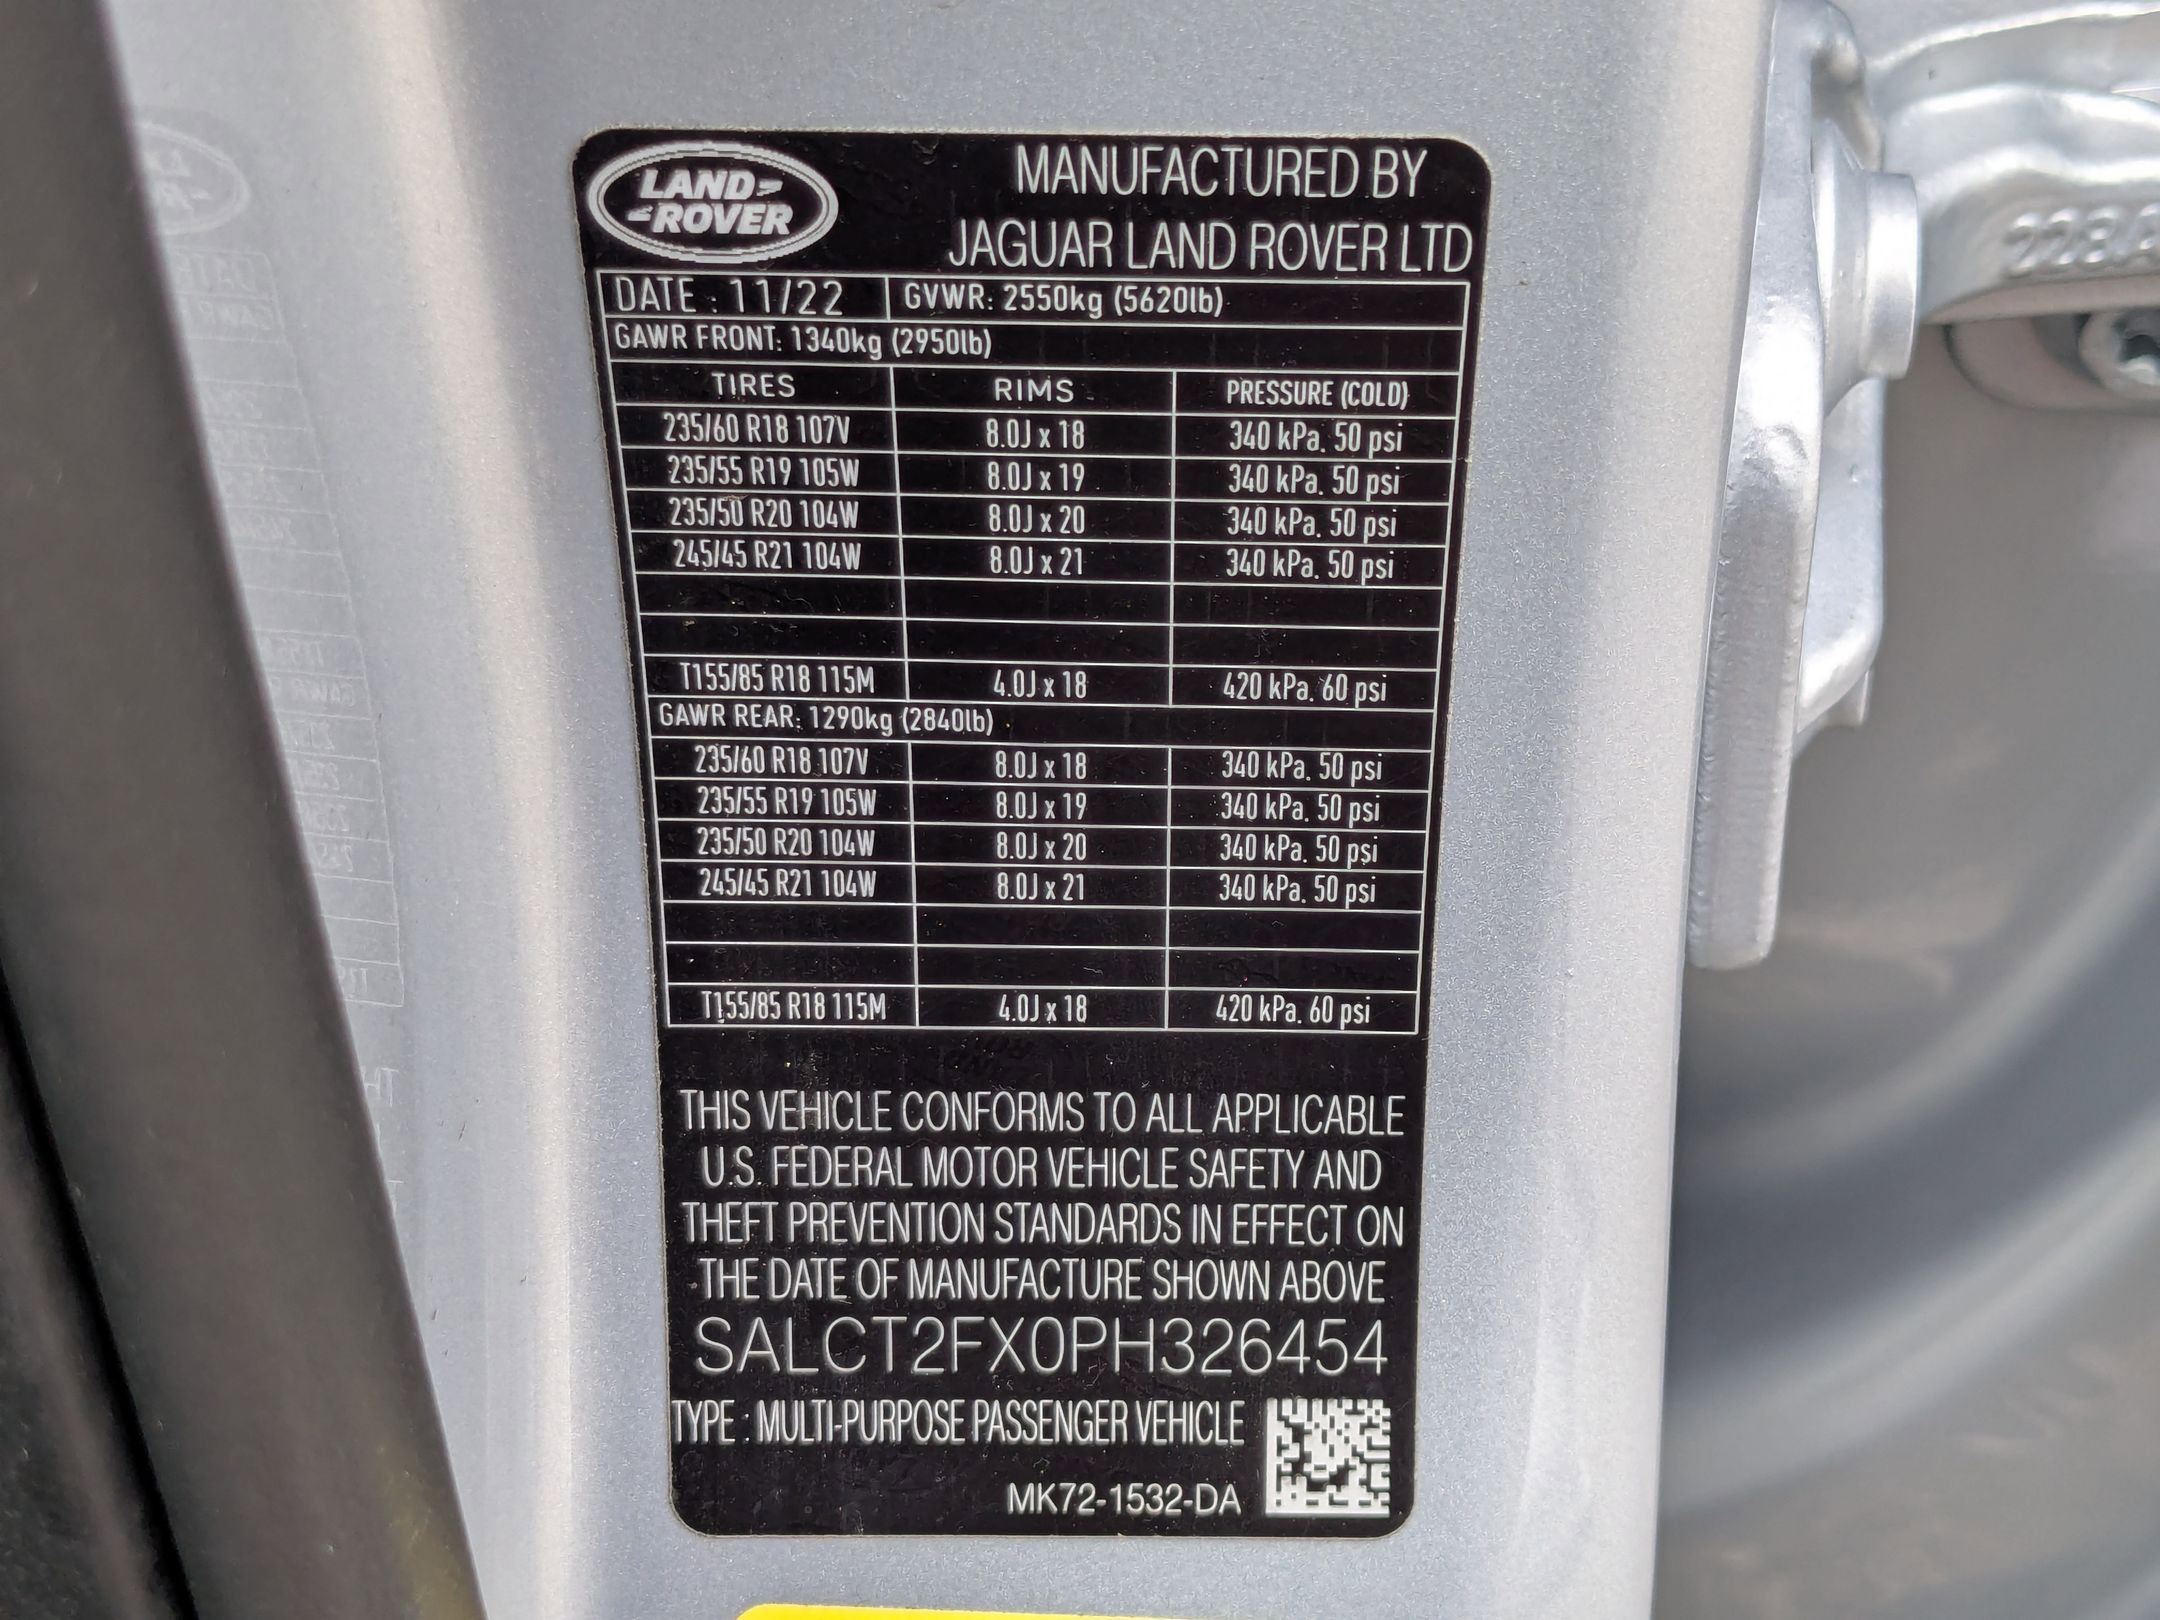 LAND
ROVER
MANUFACTURED BY
JAGUAR LAND ROVER LTD
DATE : 11/22 GVWR: 2550kg (5620lb)
GAWR FRONT: 1340kg (2950lb)
TIRES RIMS PRESSURE (COLD)
235/60 R18 107V 8.0J x 18 340 kPa. 50 psi
235/55 R19 105W 8.0J x 19 340 kPa. 50 psi
235/50 R20 104W 8.0J x 20 340 kPa. 50 psi
245/45 R21 104W 8.0J x 21 340 kPa. 50 psi
T155/85 R18 115M 4.0J x 18 420 kPa. 60 psi
GAWR REAR: 1290kg (2840lb)
235/60 R18 107V 8.0J x 18 340 kPa. 50 psi
235/55 R19 105W 8.0J x 19 340 kPa. 50 psi
235/50 R20 104W 8.0J x 20 340 kPa. 50 psi
245/45 R21 104W 8.0J x 21 340 kPa. 50 psi
T155/85 R18 115M 4.0J x 18 420 kPa. 60 psi
THIS VEHICLE CONFORMS TO ALL APPLICABLE
U.S. FEDERAL MOTOR VEHICLE SAFETY AND
THEFT PREVENTION STANDARDS IN EFFECT ON
THE DATE OF MANUFACTURE SHOWN ABOVE
SALCT2FX0PH326454
TYPE : MULTI-PURPOSE PASSENGER VEHICLE
MK72-1532-DA